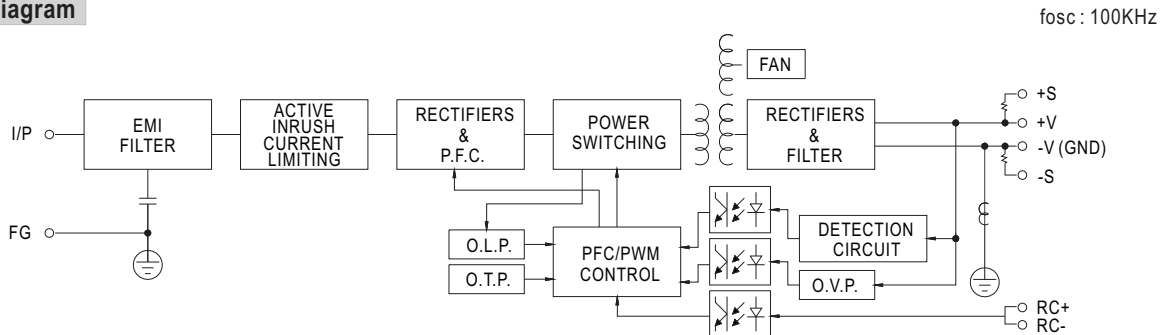 iagram
fosc : 100KHz
FAN
I/P
EMI
FILTER
ACTIVE
INRUSH
CURRENT
LIMITING
RECTIFIERS
&
P.F.C.
POWER
SWITCHING
RECTIFIERS
&
FILTER
+S
+V
-V (GND)
-S
FG
O.L.P.
O.T.P.
PFC/PWM
CONTROL
DETECTION
CIRCUIT
O.V.P.
RC+
RC-